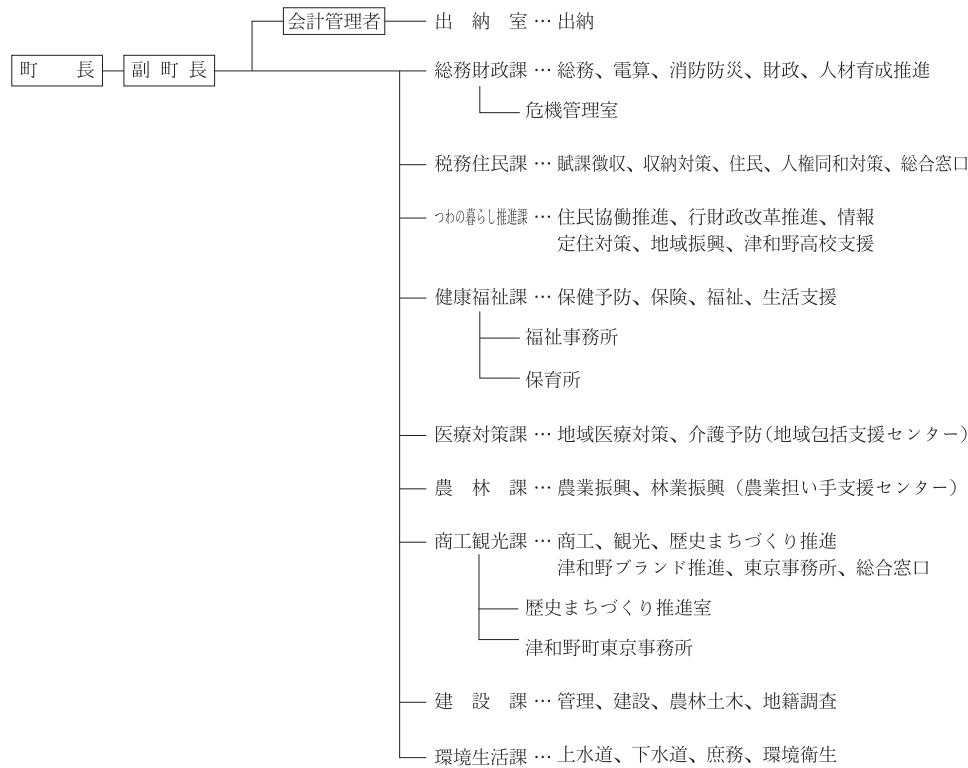 会計管理者 出納室 … 出納
町長 副町長 総務財政課 … 総務、電算、消防防災、財政、人材育成推進
危機管理室
税務住民課 … 賦課徴収、収納対策、住民、人権同和対策、総合窓口
つわの暮らし推進課 … 住民協働推進、行財政改革推進、情報
定住対策、地域振興、津和野高校支援
健康福祉課 … 保健予防、保険、福祉、生活支援
福祉事務所
保育所
医療対策課 … 地域医療対策、介護予防(地域包括支援センター)
農林課 … 農業振興、林業振興(農業担い手支援センター)
商工観光課 … 商工、観光、歴史まちづくり推進
津和野ブランド推進、東京事務所、総合窓口
歴史まちづくり推進室
津和野町東京事務所
建設課 … 管理、建設、農林土木、地籍調査
環境生活課 … 上水道、下水道、庶務、環境衛生